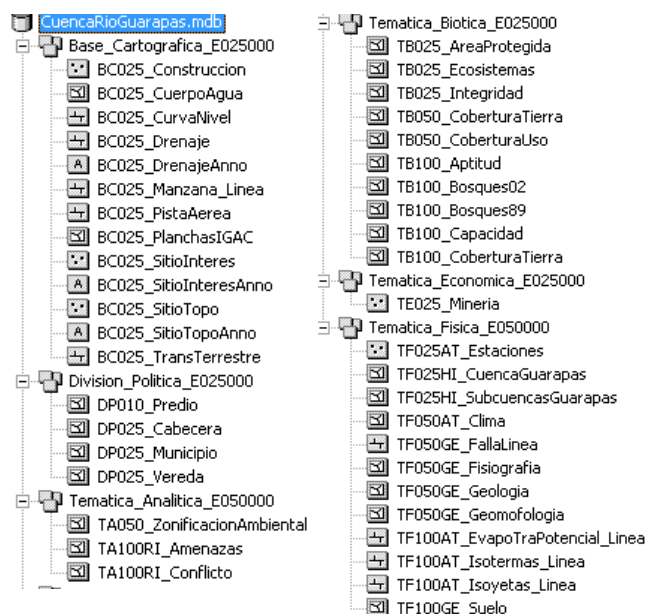 CuencaRioGuarapas.mdb
Base_Cartografica_E025000
BC025_Construccion
BC025_CuerpoAgua
BC025_CurvaNivel
BC025_Drenaje
A BC025_DrenajeAnno
BC025_Manzana_Linea
BC025_PistaAerea
BC025_PlanchasIGAC
BC025_SitioInteres
A BC025_SitioInteresAnno
BC025_SitioTopo
A BC025_SitioTopoAnno
BC025_TransTerrestre
Division_Politica_E025000
DP010_Predio
DP025_Cabecera
DP025_Municipio
DP025_Vereda
Tematica_Analitica_E050000
TA050_ZonificacionAmbiental
TA100RI_Amenazas
TA100RI_Conflicto
Tematica_Biotica_E025000
TB025_AreaProtegida
TB025_Ecosistemas
TB025_Integridad
TB050_CoberturaTierra
TB050_CoberturaUso
TB100_Aptitud
TB100_Bosques02
TB100_Bosques89
TB100_Capacidad
TB100_CoberturaTierra
Tematica_Economica_E025000
TE025_Mineria
Tematica_Fisica_E050000
TF025AT_Estaciones
TF025HI_CuencaGuarapas
TF025HI_SubcuencasGuarapas
TF050AT_Clima
TF050GE_FallaLinea
TF050GE_Fisiografia
TF050GE_Geologia
TF050GE_Geomofologia
TF100AT_EvapoTraPotencial_Linea
TF100AT_Isotermas_Linea
TF100AT_Isoyetas_Linea
TF100GE_Suelo